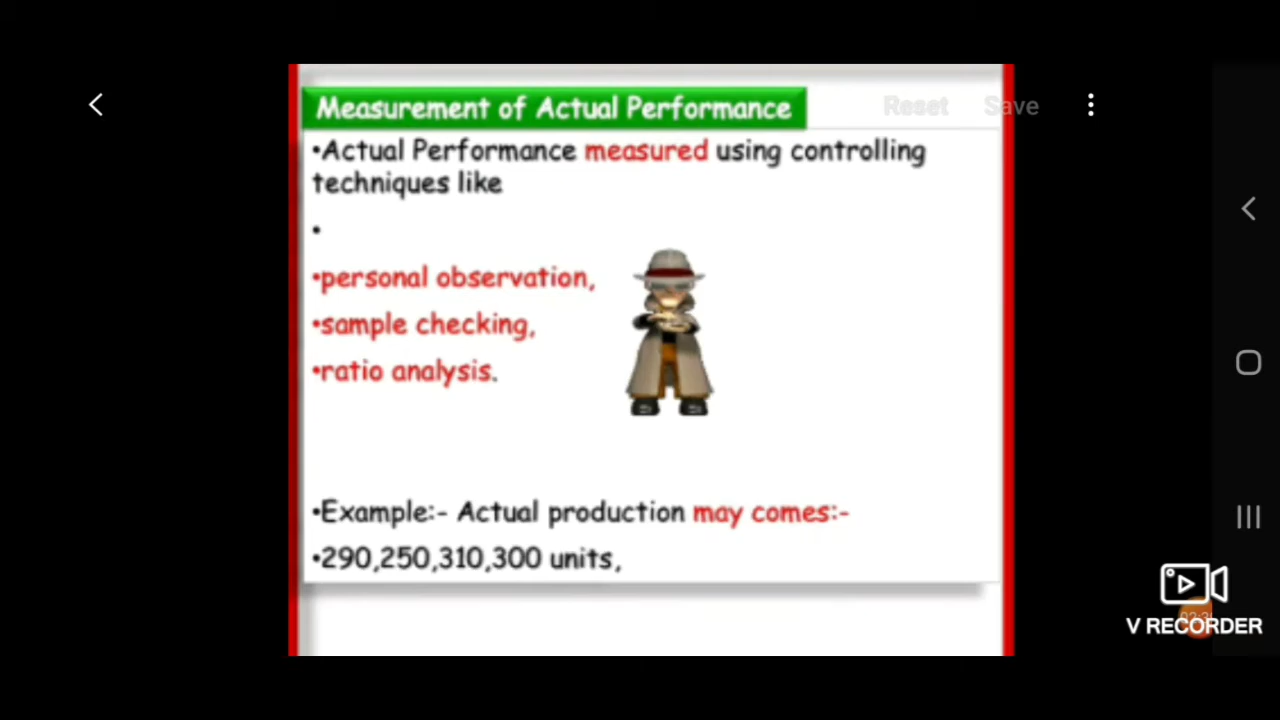 Measurement of Actual Performance
Reset Save
•Actual Performance measured using controlling
techniques like
•
•personal observation,
•sample checking,
•ratio analysis.
•Example:- Actual production may comes:-
•290,250,310,300 units,
V RECORDER